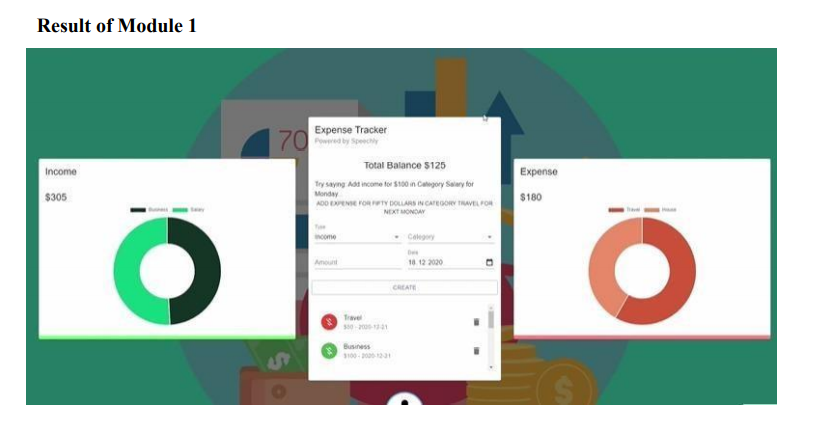 Result of Module 1
70
Income
$305
Business Salary
Expense Tracker
Powered by Speechly
Total Balance $125
Try saying: Add income for $100 in Category Salary for
Monday .
ADD EXPENSE FOR FIFTY DOLLARS IN CATEGORY TRAVEL FOR
NEXT MONDAY
Type
Income
Category
Amount
Date
18. 12. 2020
CREATE
Travel
$50 - 2020-12-21
Business
$100 - 2020-12-21
Expense
$180
Travel House
$
$